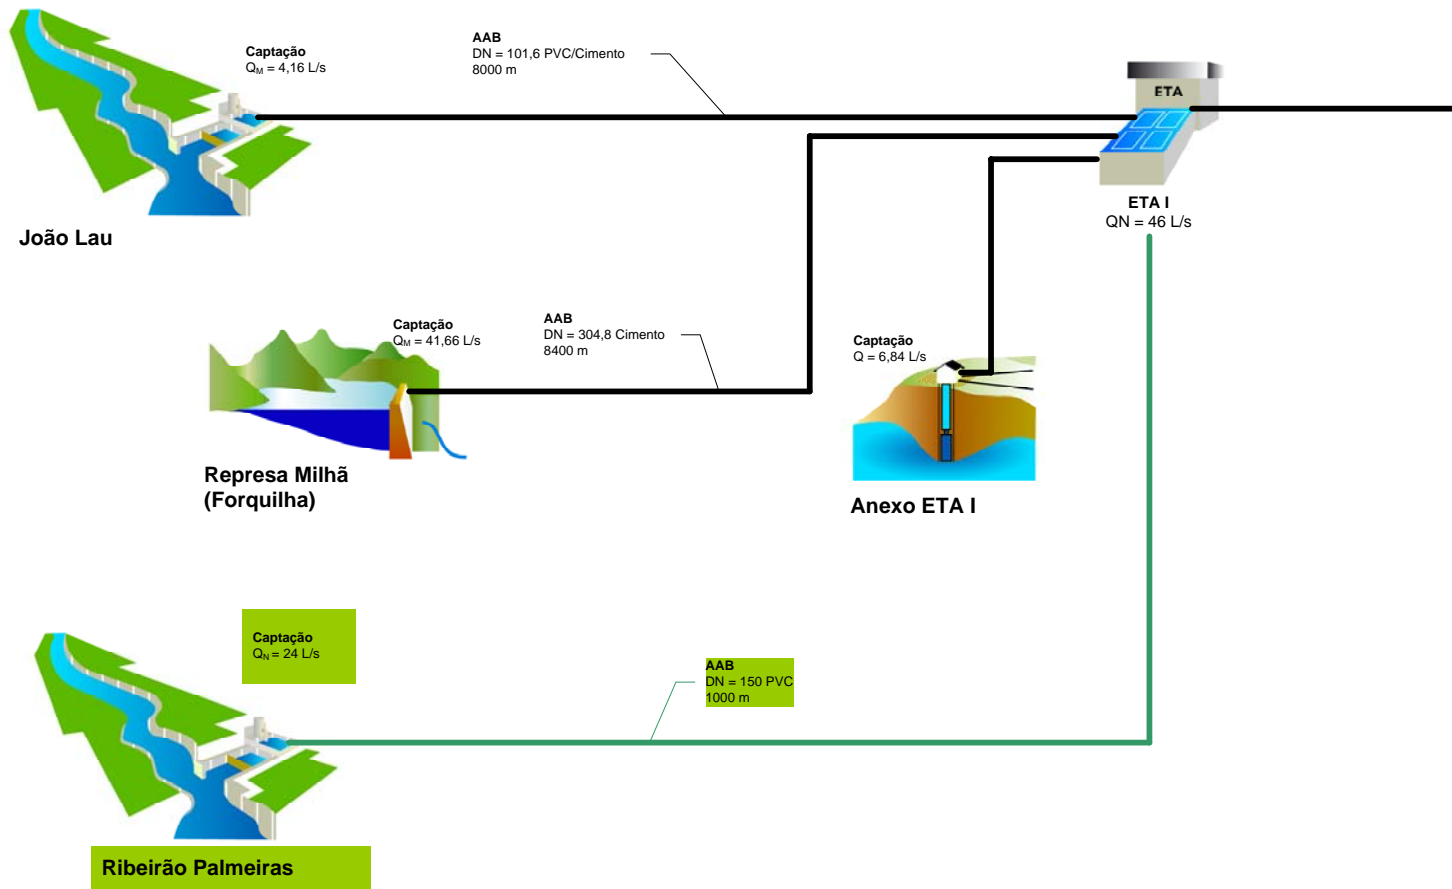 Captação
QM = 4,16 L/s
AAB
DN = 101,6 PVC/Cimento
8000 m
ETA
ETA I
QN = 46 L/s
João Lau
Captação
QM = 41,66 L/s
AAB
DN = 304,8 Cimento
8400 m
Captação
Q = 6,84 L/s
Represa Milhã
(Forquilha)
Anexo ETA I
Captação
QN = 24 L/s
AAB
DN = 150 PVC
1000 m
Ribeirão Palmeiras